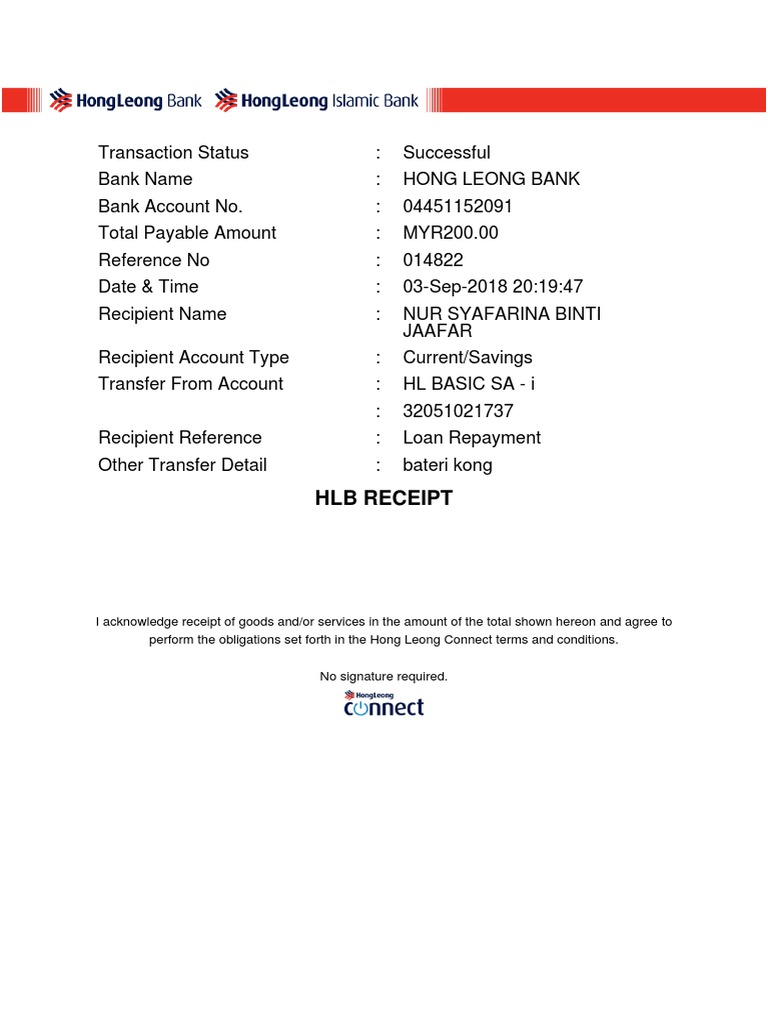 HongLeong Bank HongLeong Islamic Bank
Transaction Status : Successful
Bank Name : HONG LEONG BANK
Bank Account No. : 04451152091
Total Payable Amount : MYR200.00
Reference No : 014822
Date & Time : 03-Sep-2018 20:19:47
Recipient Name : NUR SYAFARINA BINTI
JAAFAR
Recipient Account Type : Current/Savings
Transfer From Account : HL BASIC SA - i
: 32051021737
Recipient Reference : Loan Repayment
Other Transfer Detail : bateri kong
HLB RECEIPT
I acknowledge receipt of goods and/or services in the amount of the total shown hereon and agree to
perform the obligations set forth in the Hong Leong Connect terms and conditions.
No signature required.
HongLeong
connect